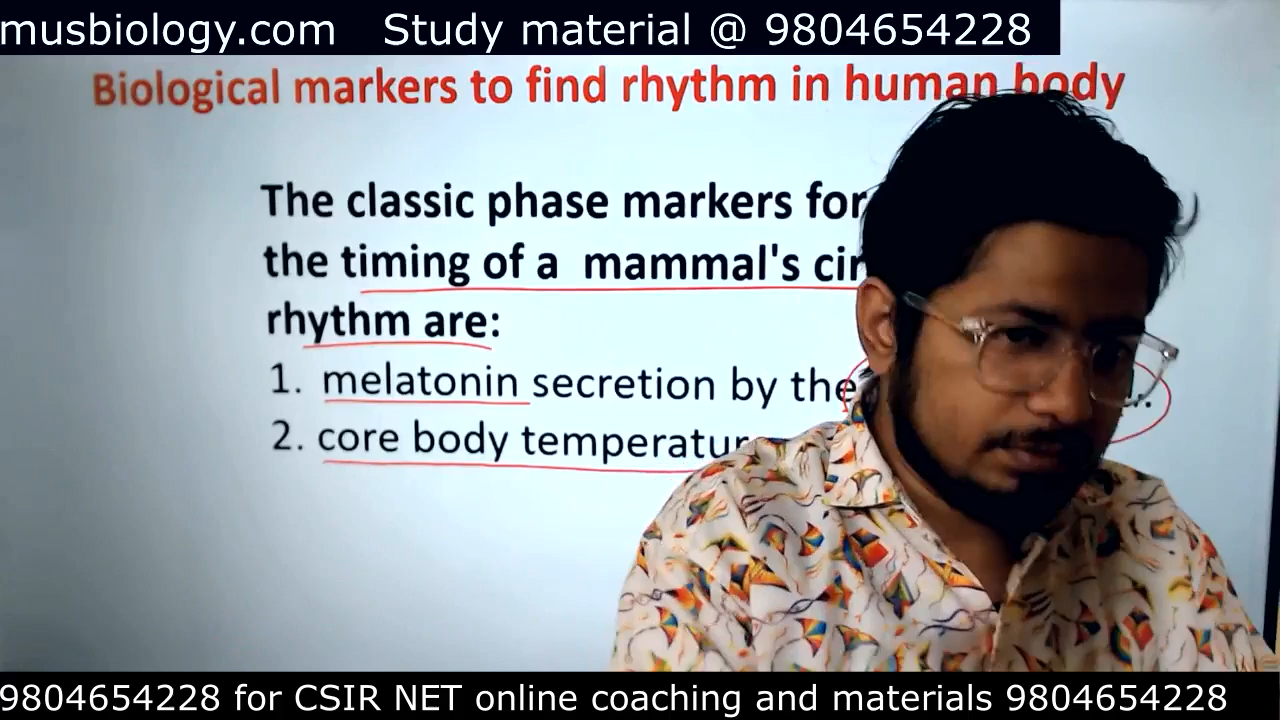 musbiology.com Study material @ 9804654228
Biological markers to find rhythm in human body
The classic phase markers for
the timing of a mammal's cir
rhythm are:
1. melatonin secretion by the
2. core body temperatur
9804654228 for CSIR NET online coaching and materials 9804654228